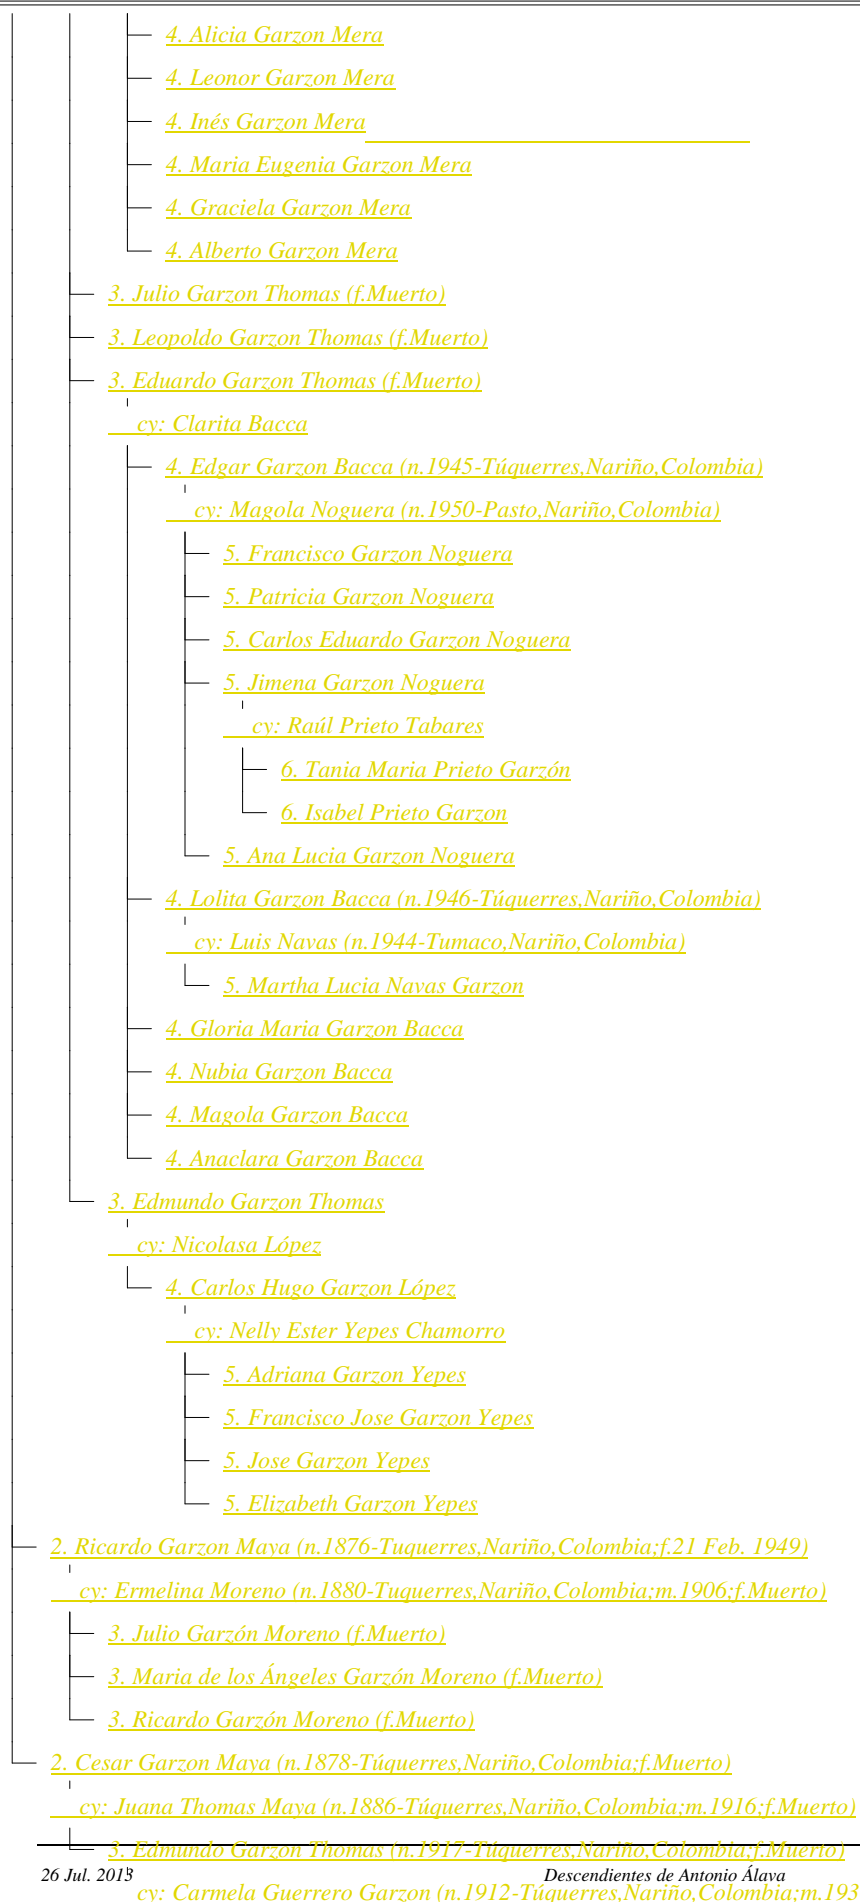 4. Alicia Garzon Mera
4. Leonor Garzon Mera
4. Inés Garzon Mera
4. Maria Eugenia Garzon Mera
4. Graciela Garzon Mera
4. Alberto Garzon Mera
3. Julio Garzon Thomas (f.Muerto)
3. Leopoldo Garzon Thomas (f.Muerto)
3. Eduardo Garzon Thomas (f.Muerto)
cy: Clarita Bacca
4. Edgar Garzon Bacca (n.1945-Túquerres,Nariño,Colombia)
cy: Magola Noguera (n.1950-Pasto,Nariño,Colombia)
5. Francisco Garzon Noguera
5. Patricia Garzon Noguera
5. Carlos Eduardo Garzon Noguera
5. Jimena Garzon Noguera
cy: Raúl Prieto Tabares
6. Tania Maria Prieto Garzón
6. Isabel Prieto Garzon
5. Ana Lucia Garzon Noguera
4. Lolita Garzon Bacca (n.1946-Túquerres,Nariño,Colombia)
cy: Luis Navas (n.1944-Tumaco,Nariño,Colombia)
5. Martha Lucia Navas Garzon
4. Gloria Maria Garzon Bacca
4. Nubia Garzon Bacca
4. Magola Garzon Bacca
4. Anaclara Garzon Bacca
3. Edmundo Garzon Thomas
cy: Nicolasa López
4. Carlos Hugo Garzon López
cy: Nelly Ester Yepes Chamorro
5. Adriana Garzon Yepes
5. Francisco Jose Garzon Yepes
5. Jose Garzon Yepes
5. Elizabeth Garzon Yepes
2. Ricardo Garzon Maya (n.1876-Tuquerres,Nariño,Colombia;f.21 Feb. 1949)
cy: Ermelina Moreno (n.1880-Tuquerres,Nariño,Colombia;m.1906;f.Muerto)
3. Julio Garzón Moreno (f.Muerto)
3. Maria de los Ángeles Garzón Moreno (f.Muerto)
3. Ricardo Garzón Moreno (f.Muerto)
2. Cesar Garzon Maya (n.1878-Túquerres,Nariño,Colombia;f.Muerto)
cy: Juana Thomas Maya (n.1886-Túquerres,Nariño,Colombia;m.1916;f.Muerto)
3. Edmundo Garzon Thomas (n.1917-Túquerres,Nariño,Colombia;f.Muerto)
26 Jul. 2013 Descendientes de Antonio Álava
cy: Carmela Guerrero Garzon (n.1912-Túquerres,Nariño,Colombia;m.193